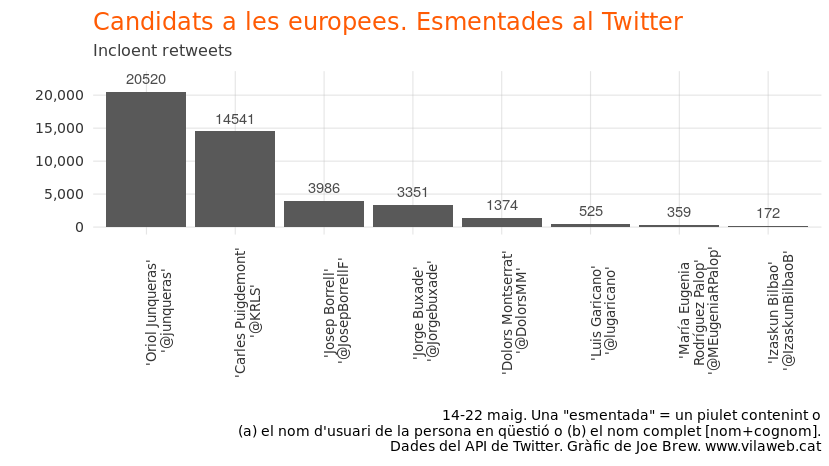 Candidats a les europees. Esmentades al Twitter
Incloent retweets
20,000
15,000
10,000
5,000
0
20520
14541
3986
3351
1374
525
359
172
'Oriol Junqueras'
'@junqueras'
'Carles Puigdemont'
'@KRLS'
'Josep Borrell'
'@JosepBorrellF'
'Jorge Buxade'
'@Jorgebuxade'
'Dolors Montserrat'
'@DolorsMM'
'Luis Garicano'
'@lugaricano'
'María Eugenia
Rodríguez Palop'
'@MEugeniaRPalop'
'Izaskun Bilbao'
'@IzaskunBilbaoB'
14-22 maig. Una "esmentada" = un piulet contenint o
(a) el nom d'usuari de la persona en qüestió o (b) el nom complet [nom+cognom].
Dades del API de Twitter. Gràfic de Joe Brew. www.vilaweb.cat